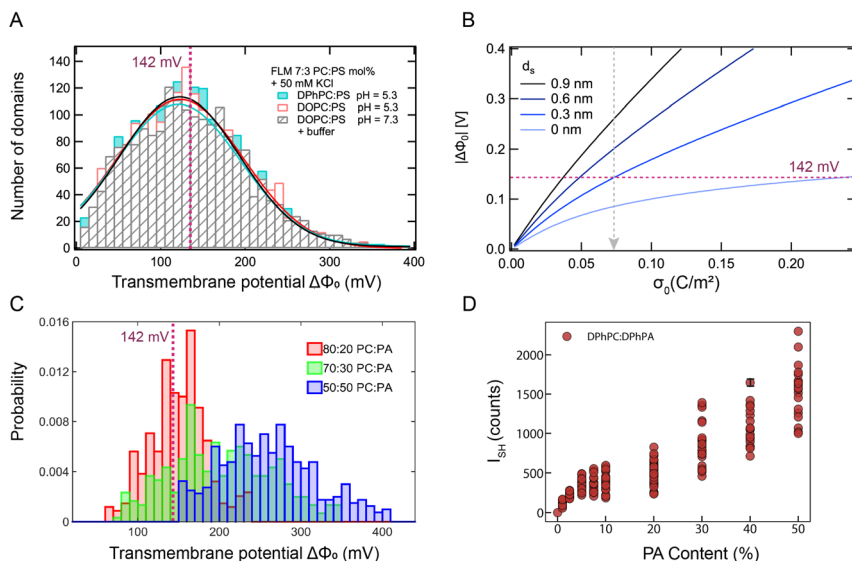 A
142 mV
FLM 7:3 PC:PS mol%
+ 50 mM KCl
DPhPC:PS pH = 5.3
DOPC:PS pH = 5.3
DOPC:PS pH = 7.3
+ buffer
Number of domains
0
20
40
60
80
100
120
140
0
100
200
300
400
Transmembrane potential ΔΦ₀ (mV)
B
dₛ
0.9 nm
0.6 nm
0.3 nm
0 nm
142 mV
|ΔΦ₀| [V]
0.4
0.3
0.2
0.1
0.0
0.00
0.05
0.10
0.15
0.20
σ₀(C/m²)
C
142 mV
80:20 PC:PA
70:30 PC:PA
50:50 PC:PA
Probability
0.016
0.012
0.008
0.004
0
0
100
200
300
400
Transmembrane potential ΔΦ₀ (mV)
D
DPhPC:DPhPA
I_SH (counts)
2000
1500
1000
500
0
0
10
20
30
40
50
PA Content (%)